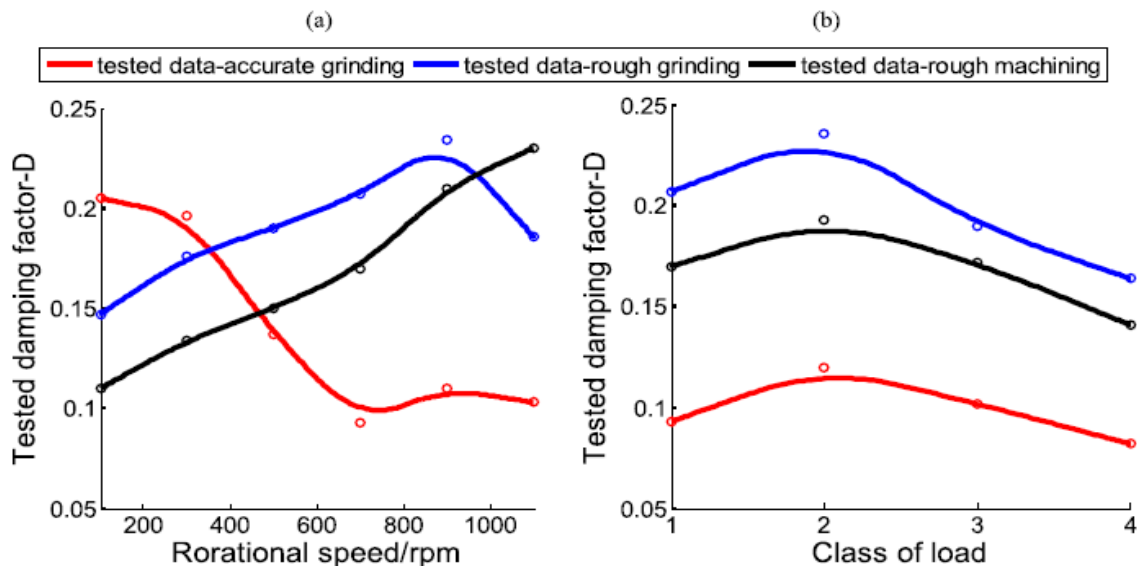 (a) (b)
tested data-accurate grinding tested data-rough grinding tested data-rough machining
Tested damping factor-D
0.25
0.2
0.15
0.1
0.05
200 400 600 800 1000
Rorational speed/rpm
Tested damping factor-D
0.25
0.2
0.15
0.1
0.05
1 2 3 4
Class of load